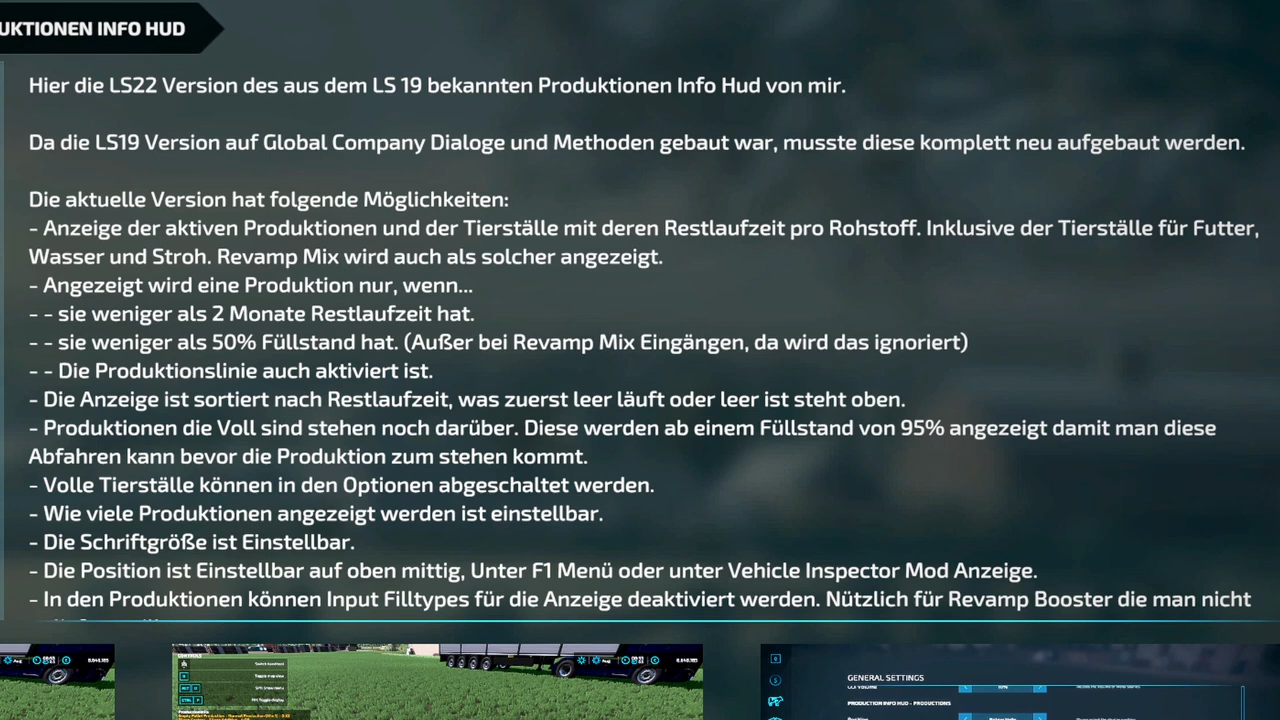 UKTIONEN INFO HUD
Hier die LS22 Version des aus dem LS 19 bekannten Produktionen Info Hud von mir.
Da die LS19 Version auf Global Company Dialoge und Methoden gebaut war, musste diese komplett neu aufgebaut werden.
Die aktuelle Version hat folgende Möglichkeiten:
- Anzeige der aktiven Produktionen und der Tierställe mit deren Restlaufzeit pro Rohstoff. Inklusive der Tierställe für Futter,
Wasser und Stroh. Revamp Mix wird auch als solcher angezeigt.
- Angezeigt wird eine Produktion nur, wenn...
- - sie weniger als 2 Monate Restlaufzeit hat.
- - sie weniger als 50% Füllstand hat. (Außer bei Revamp Mix Eingängen, da wird das ignoriert)
- - Die Produktionslinie auch aktiviert ist.
- Die Anzeige ist sortiert nach Restlaufzeit, was zuerst leer läuft oder leer ist steht oben.
- Produktionen die Voll sind stehen noch darüber. Diese werden ab einem Füllstand von 95% angezeigt damit man diese
Abfahren kann bevor die Produktion zum stehen kommt.
- Volle Tierställe können in den Optionen abgeschaltet werden.
- Wie viele Produktionen angezeigt werden ist einstellbar.
- Die Schriftgröße ist Einstellbar.
- Die Position ist Einstellbar auf oben mittig, Unter F1 Menü oder unter Vehicle Inspector Mod Anzeige.
- In den Produktionen können Input Filltypes für die Anzeige deaktiviert werden. Nützlich für Revamp Booster die man nicht
GENERAL SETTINGS
PRODUCTION INFO HUD - PRODUCTIONS